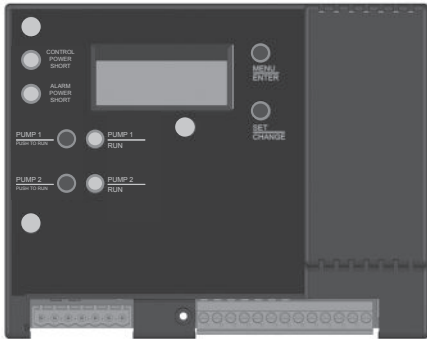 CONTROL
POWER
SHORT
ALARM
POWER
SHORT
MENU
ENTER
SET
CHANGE
PUMP 1
PUSH TO RUN
PUMP 1
RUN
PUMP 2
PUSH TO RUN
PUMP 2
RUN